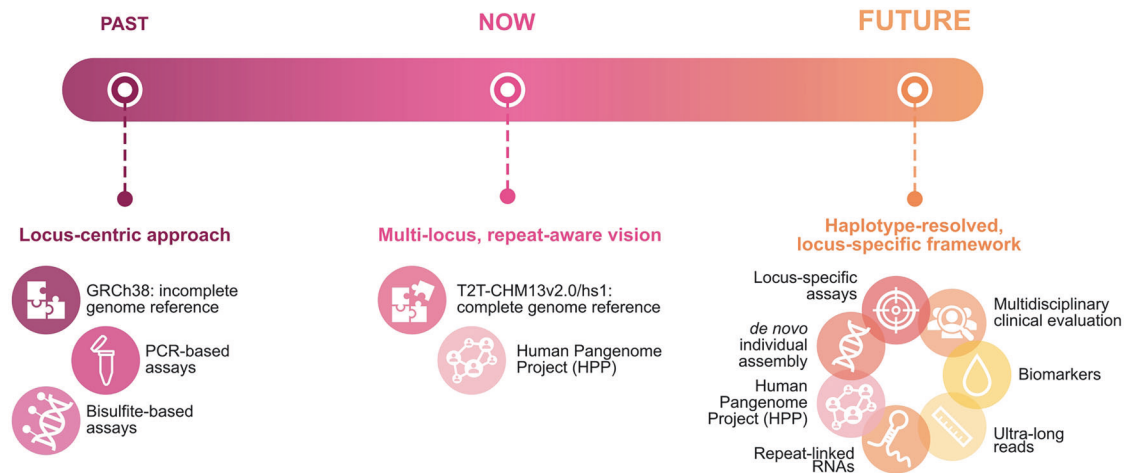 PAST
NOW
FUTURE
Locus-centric approach
GRCh38: incomplete
genome reference
PCR-based
assays
Bisulfite-based
assays
Multi-locus, repeat-aware vision
T2T-CHM13v2.0/hs1:
complete genome reference
Human Pangenome
Project (HPP)
Haplotype-resolved,
locus-specific framework
Locus-specific
assays
Multidisciplinary
clinical evaluation
de novo
individual
assembly
Biomarkers
Human
Pangenome
Project (HPP)
Ultra-long
reads
Repeat-linked
RNAs